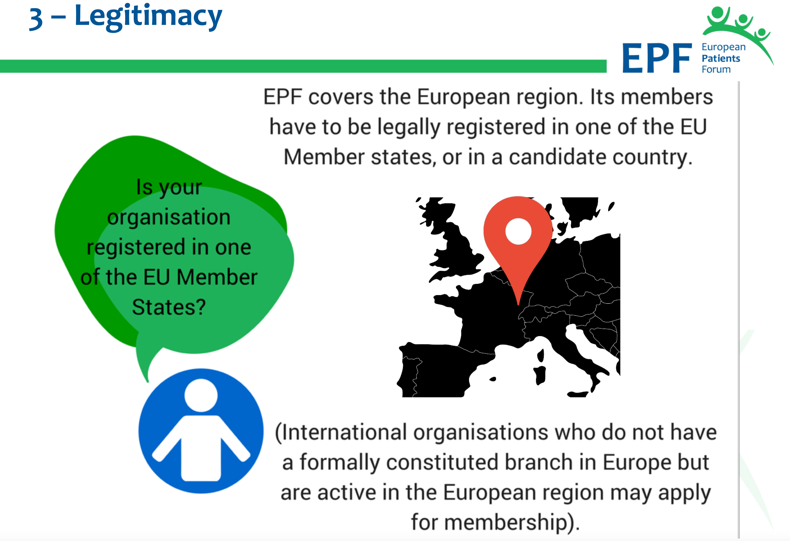 3 – Legitimacy
EPF
European
Patients
Forum
EPF covers the European region. Its members
have to be legally registered in one of the EU
Member states, or in a candidate country.
Is your
organisation
registered in one
of the EU Member
States?
(International organisations who do not have
a formally constituted branch in Europe but
are active in the European region may apply
for membership).